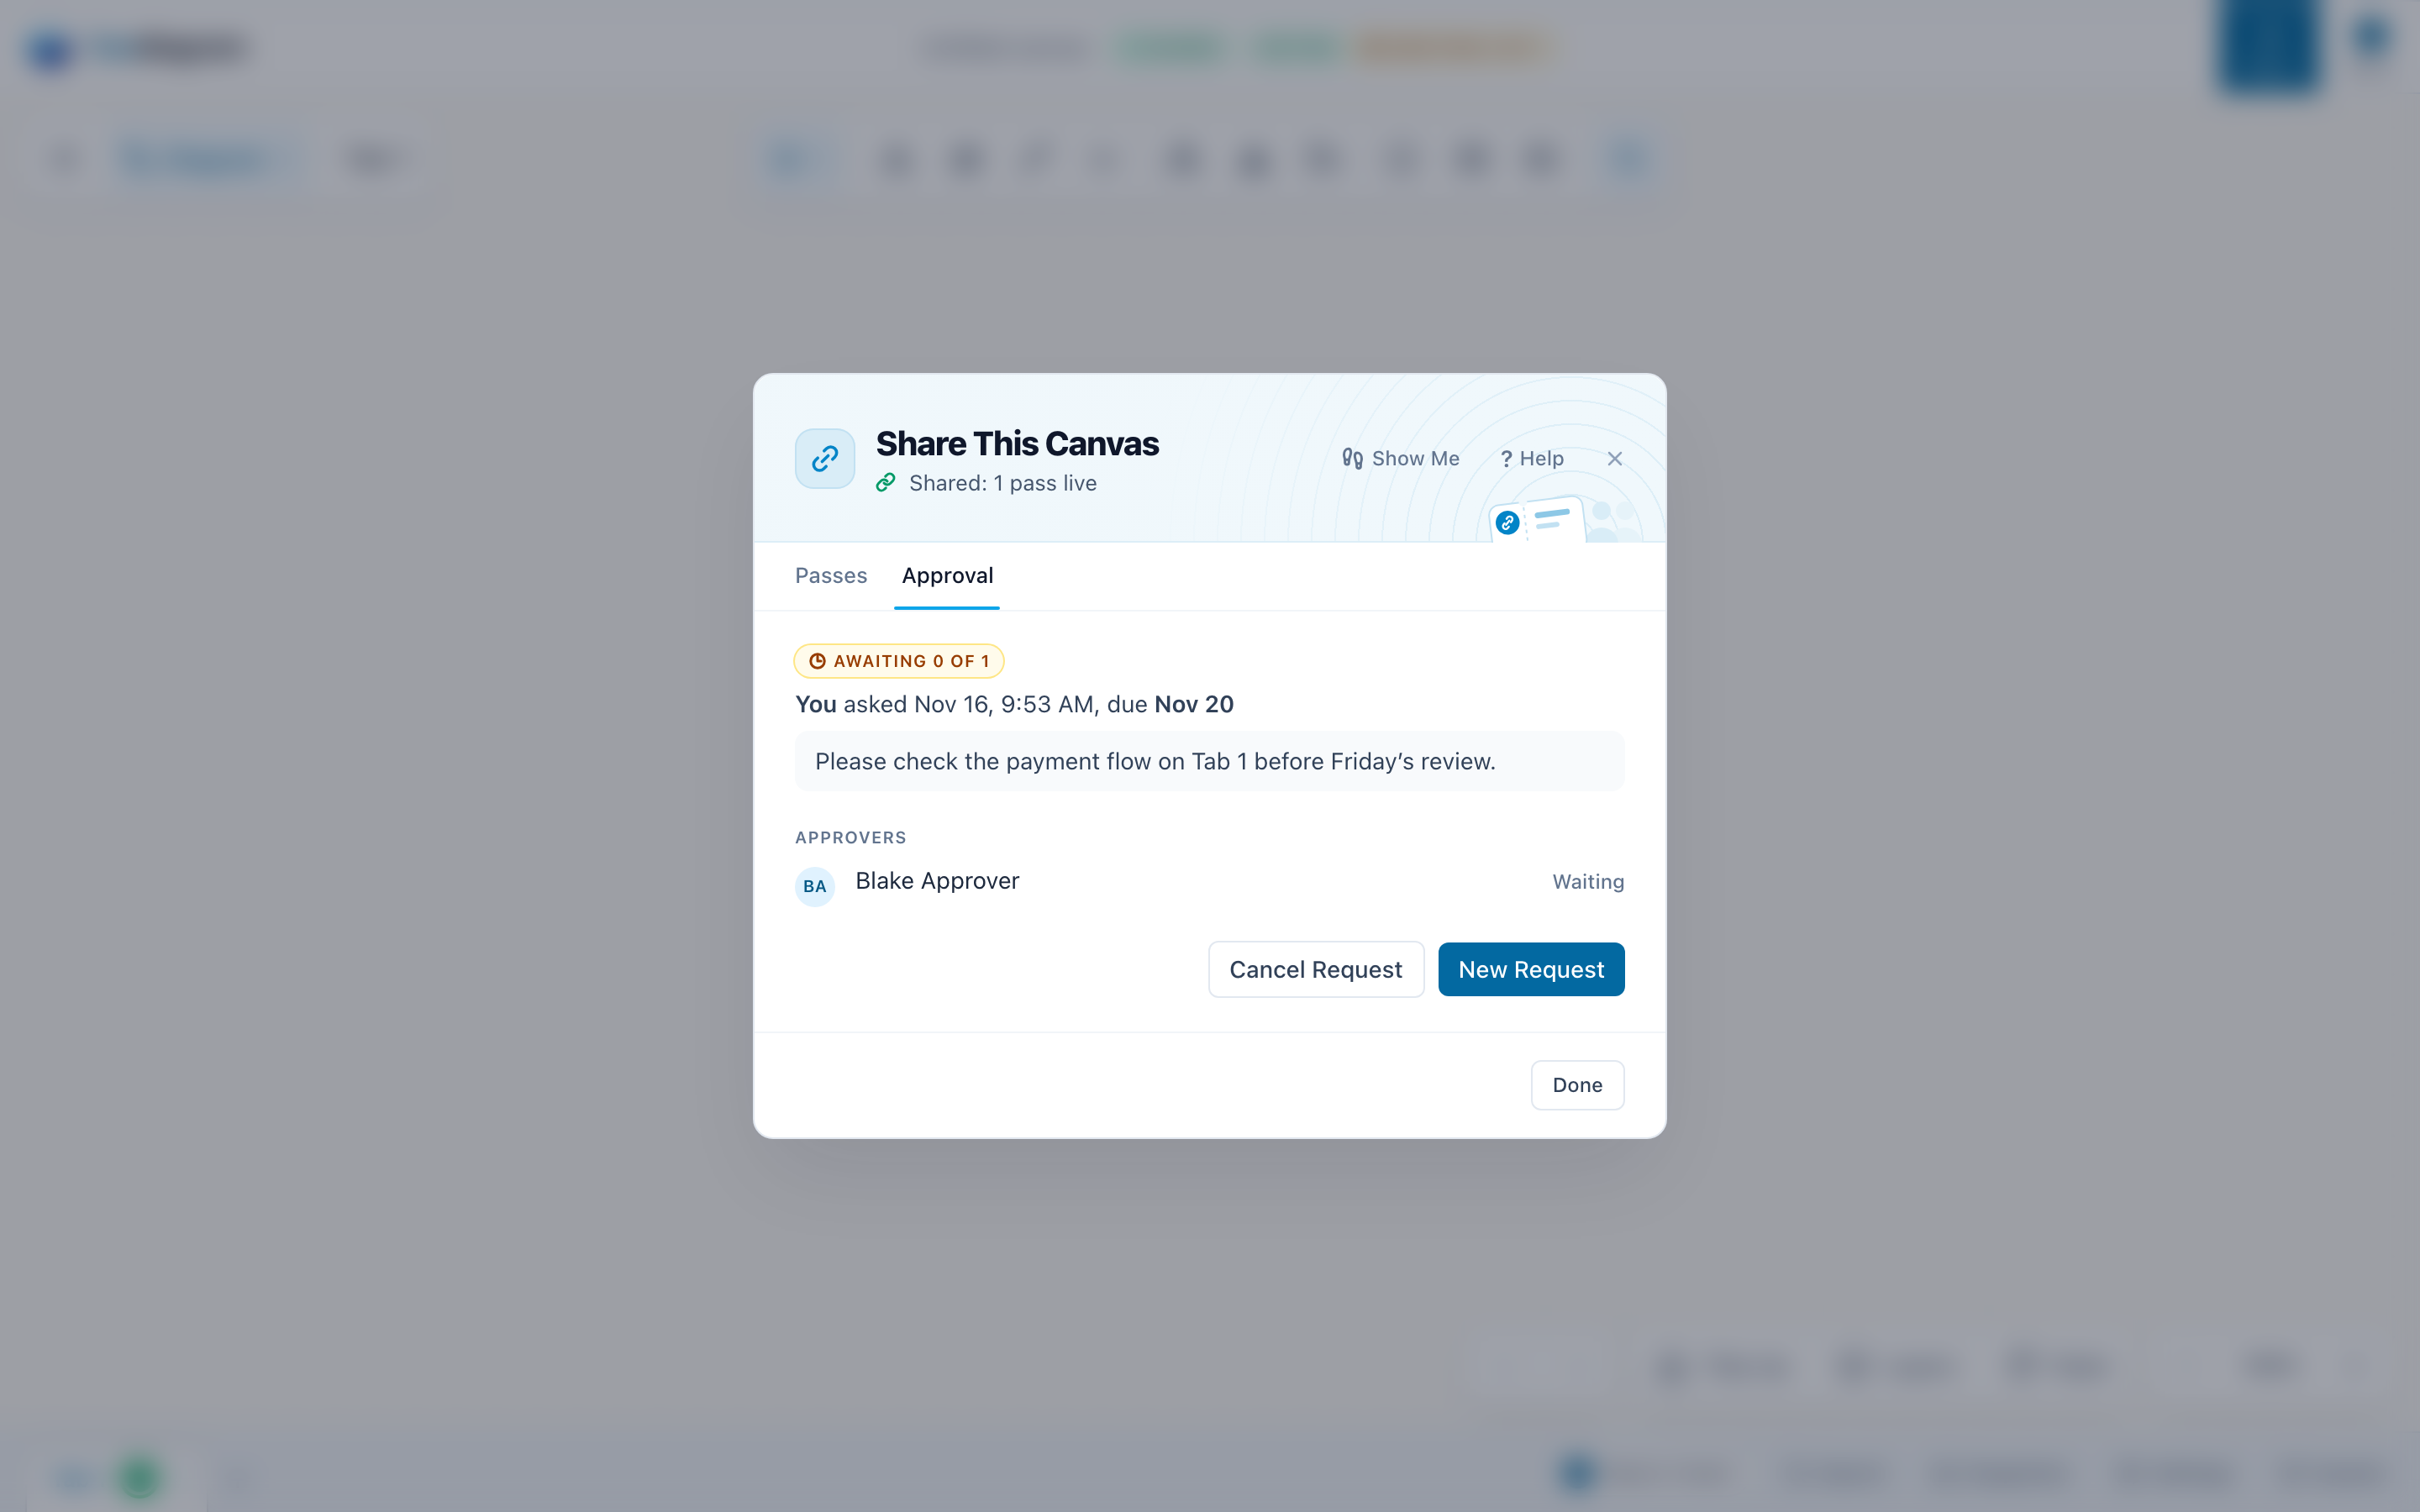 Share This Canvas
Shared: 1 pass live
Show Me
? Help
Passes
Approval
AWAITING 0 OF 1
You asked Nov 16, 9:53 AM, due Nov 20
Please check the payment flow on Tab 1 before Friday’s review.
APPROVERS
BA
Blake Approver
Waiting
Cancel Request
New Request
Done